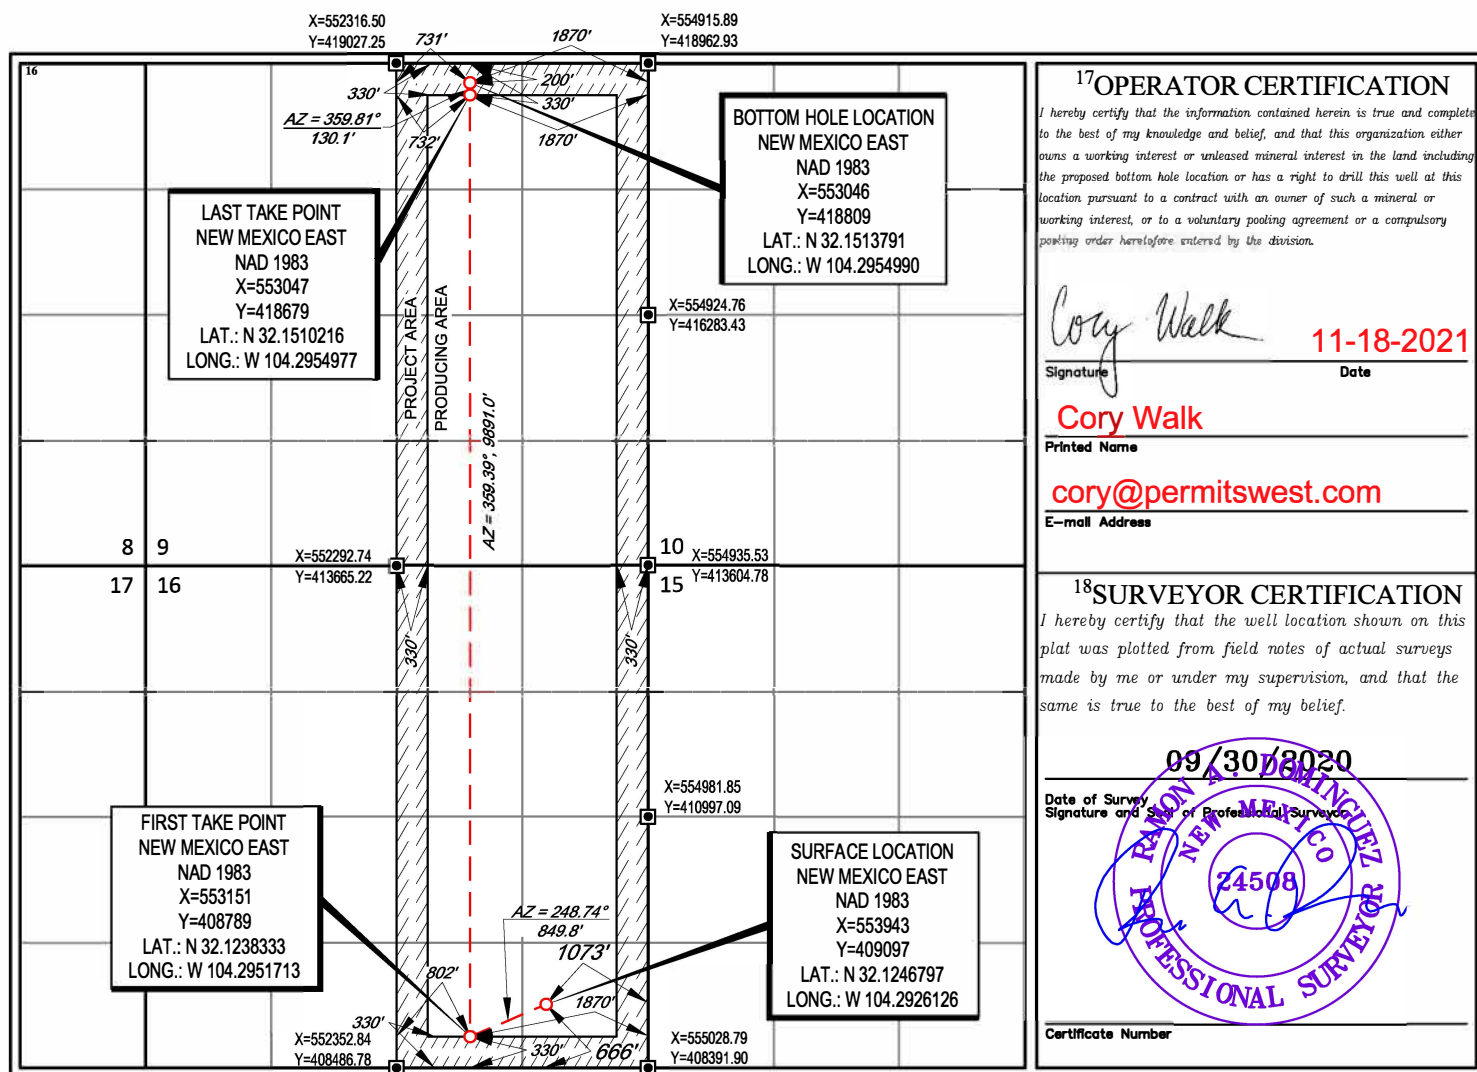 X=552316.50
Y=419027.25
X=554915.89
Y=418962.93
731'
1870'
16
200'
330'
330'
AZ = 359.81°
130.1'
732'
1870'
BOTTOM HOLE LOCATION
NEW MEXICO EAST
NAD 1983
X=553046
Y=418809
LAT.: N 32.1513791
LONG.: W 104.2954990
LAST TAKE POINT
NEW MEXICO EAST
NAD 1983
X=553047
Y=418679
LAT.: N 32.1510216
LONG.: W 104.2954977
PROJECT AREA
PRODUCING AREA
X=554924.76
Y=416283.43
AZ = 359.39°, 9891.0'
8
9
17
16
X=552292.74
Y=413665.22
10
15
X=554935.53
Y=413604.78
330'
330'
X=554981.85
Y=410997.09
FIRST TAKE POINT
NEW MEXICO EAST
NAD 1983
X=553151
Y=408789
LAT.: N 32.1238333
LONG.: W 104.2951713
SURFACE LOCATION
NEW MEXICO EAST
NAD 1983
X=553943
Y=409097
LAT.: N 32.1246797
LONG.: W 104.2926126
AZ = 248.74°
849.8'
1073'
802'
1870'
330'
X=552352.84
Y=408486.78
330'
666'
X=555028.79
Y=408391.90
17OPERATOR CERTIFICATION
I hereby certify that the information contained herein is true and complete
to the best of my knowledge and belief, and that this organization either
owns a working interest or unleased mineral interest in the land including
the proposed bottom hole location or has a right to drill this well at this
location pursuant to a contract with an owner of such a mineral or
working interest, or to a voluntary pooling agreement or a compulsory
pooling order heretofore entered by the division.
Cory Walk
11-18-2021
Signature
Date
Cory Walk
Printed Name
cory@permitswest.com
E-mail Address
18SURVEYOR CERTIFICATION
I hereby certify that the well location shown on this
plat was plotted from field notes of actual surveys
made by me or under my supervision, and that the
same is true to the best of my belief.
09/30/2020
Date of Survey
Signature and Seal of Professional Surveyor
RAMON A. DOMINGUEZ
NEW MEXICO
24508
PROFESSIONAL SURVEYOR
Certificate Number